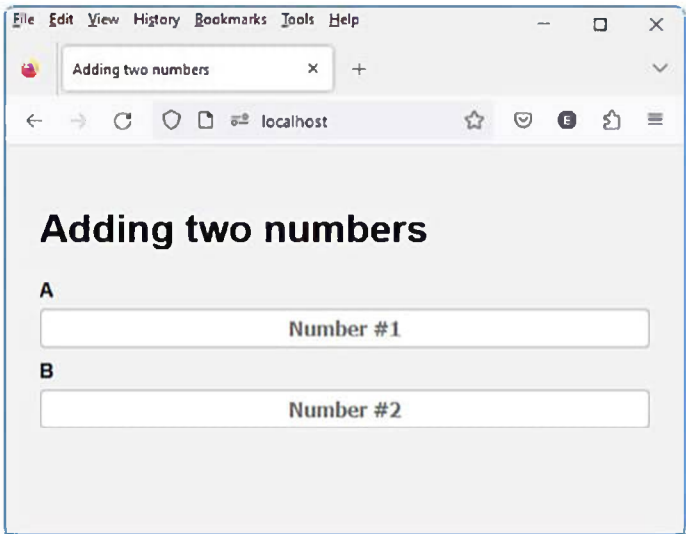 File Edit View History Bookmarks Tools Help
Adding two numbers
localhost
E
Adding two numbers
A
Number #1
B
Number #2